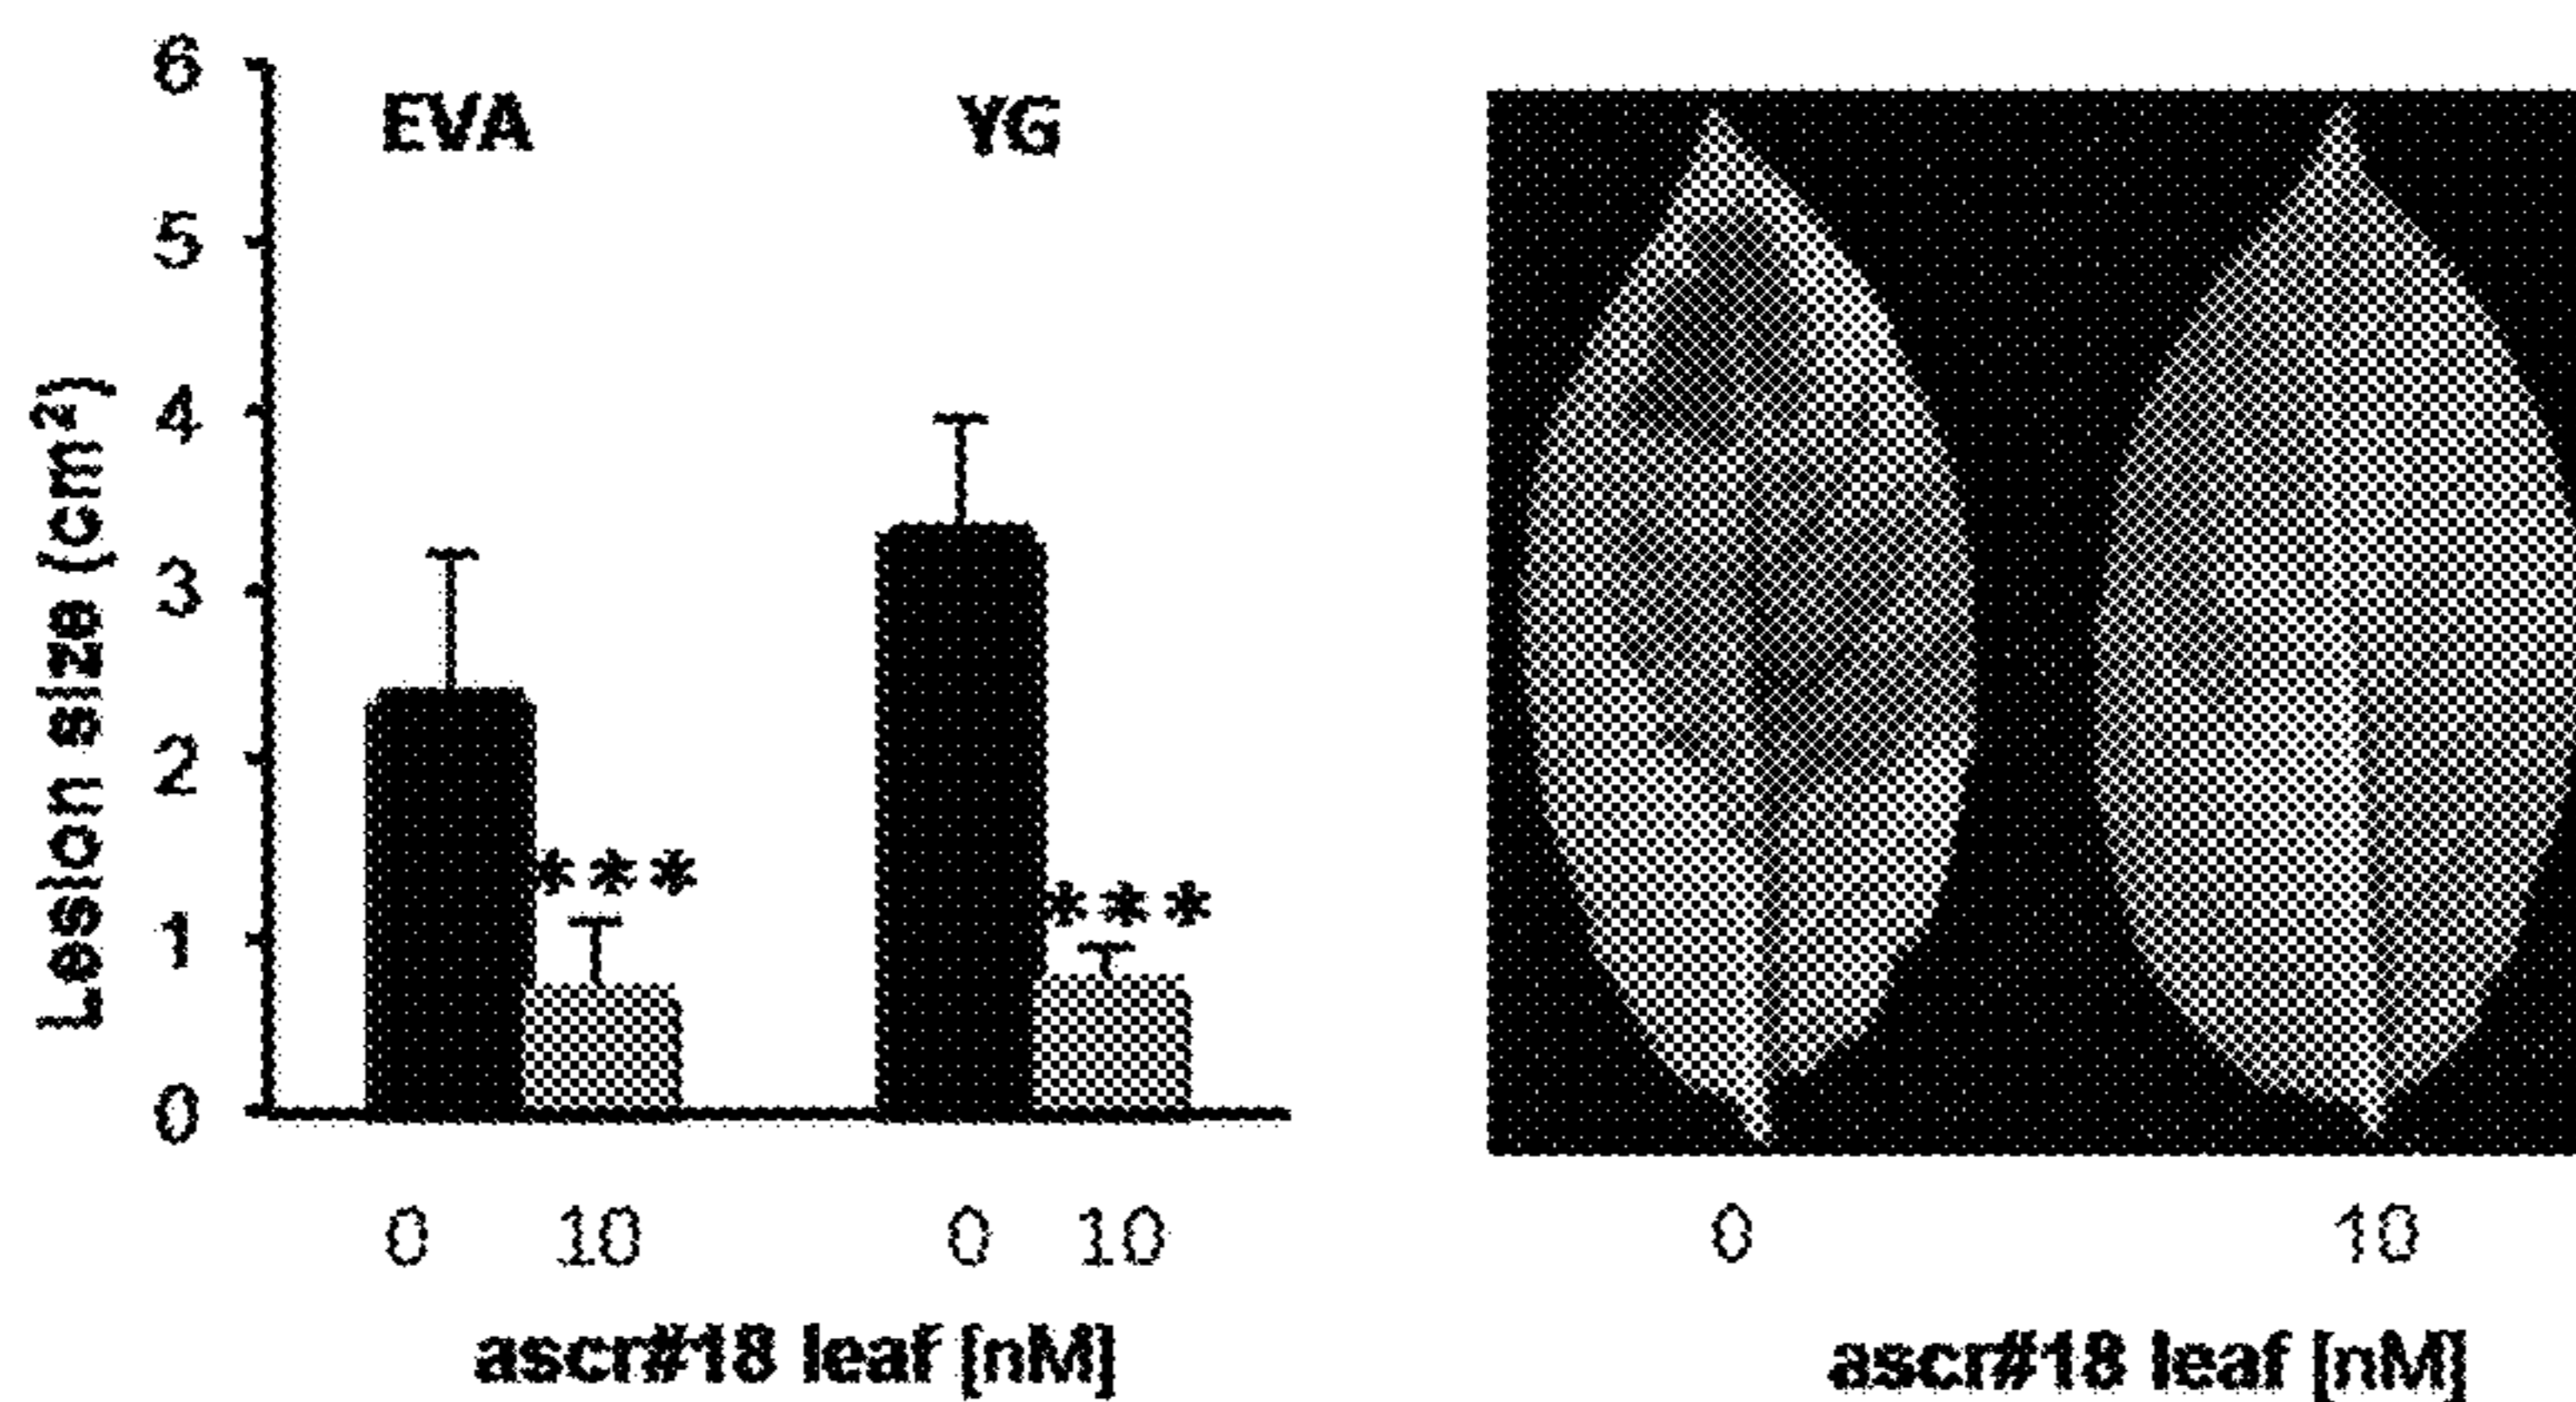 Lesion size (cm²)
6
5
4
3
2
1
0
EVA
YG
***
***
0 10 0 10
ascr#18 leaf [nM]
0 10
ascr#18 leaf [nM]